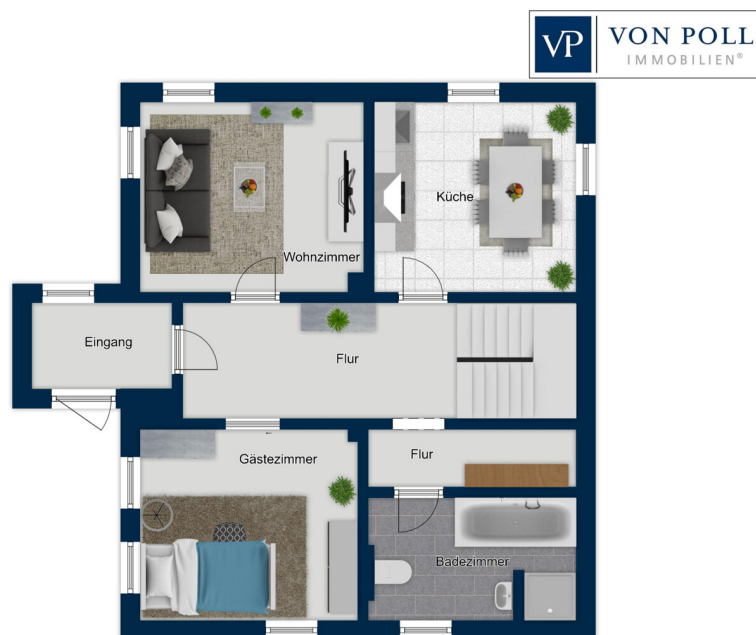 VP VON POLL
IMMOBILIEN®
Küche
Wohnzimmer
Eingang
Flur
Gästezimmer
Flur
Badezimmer